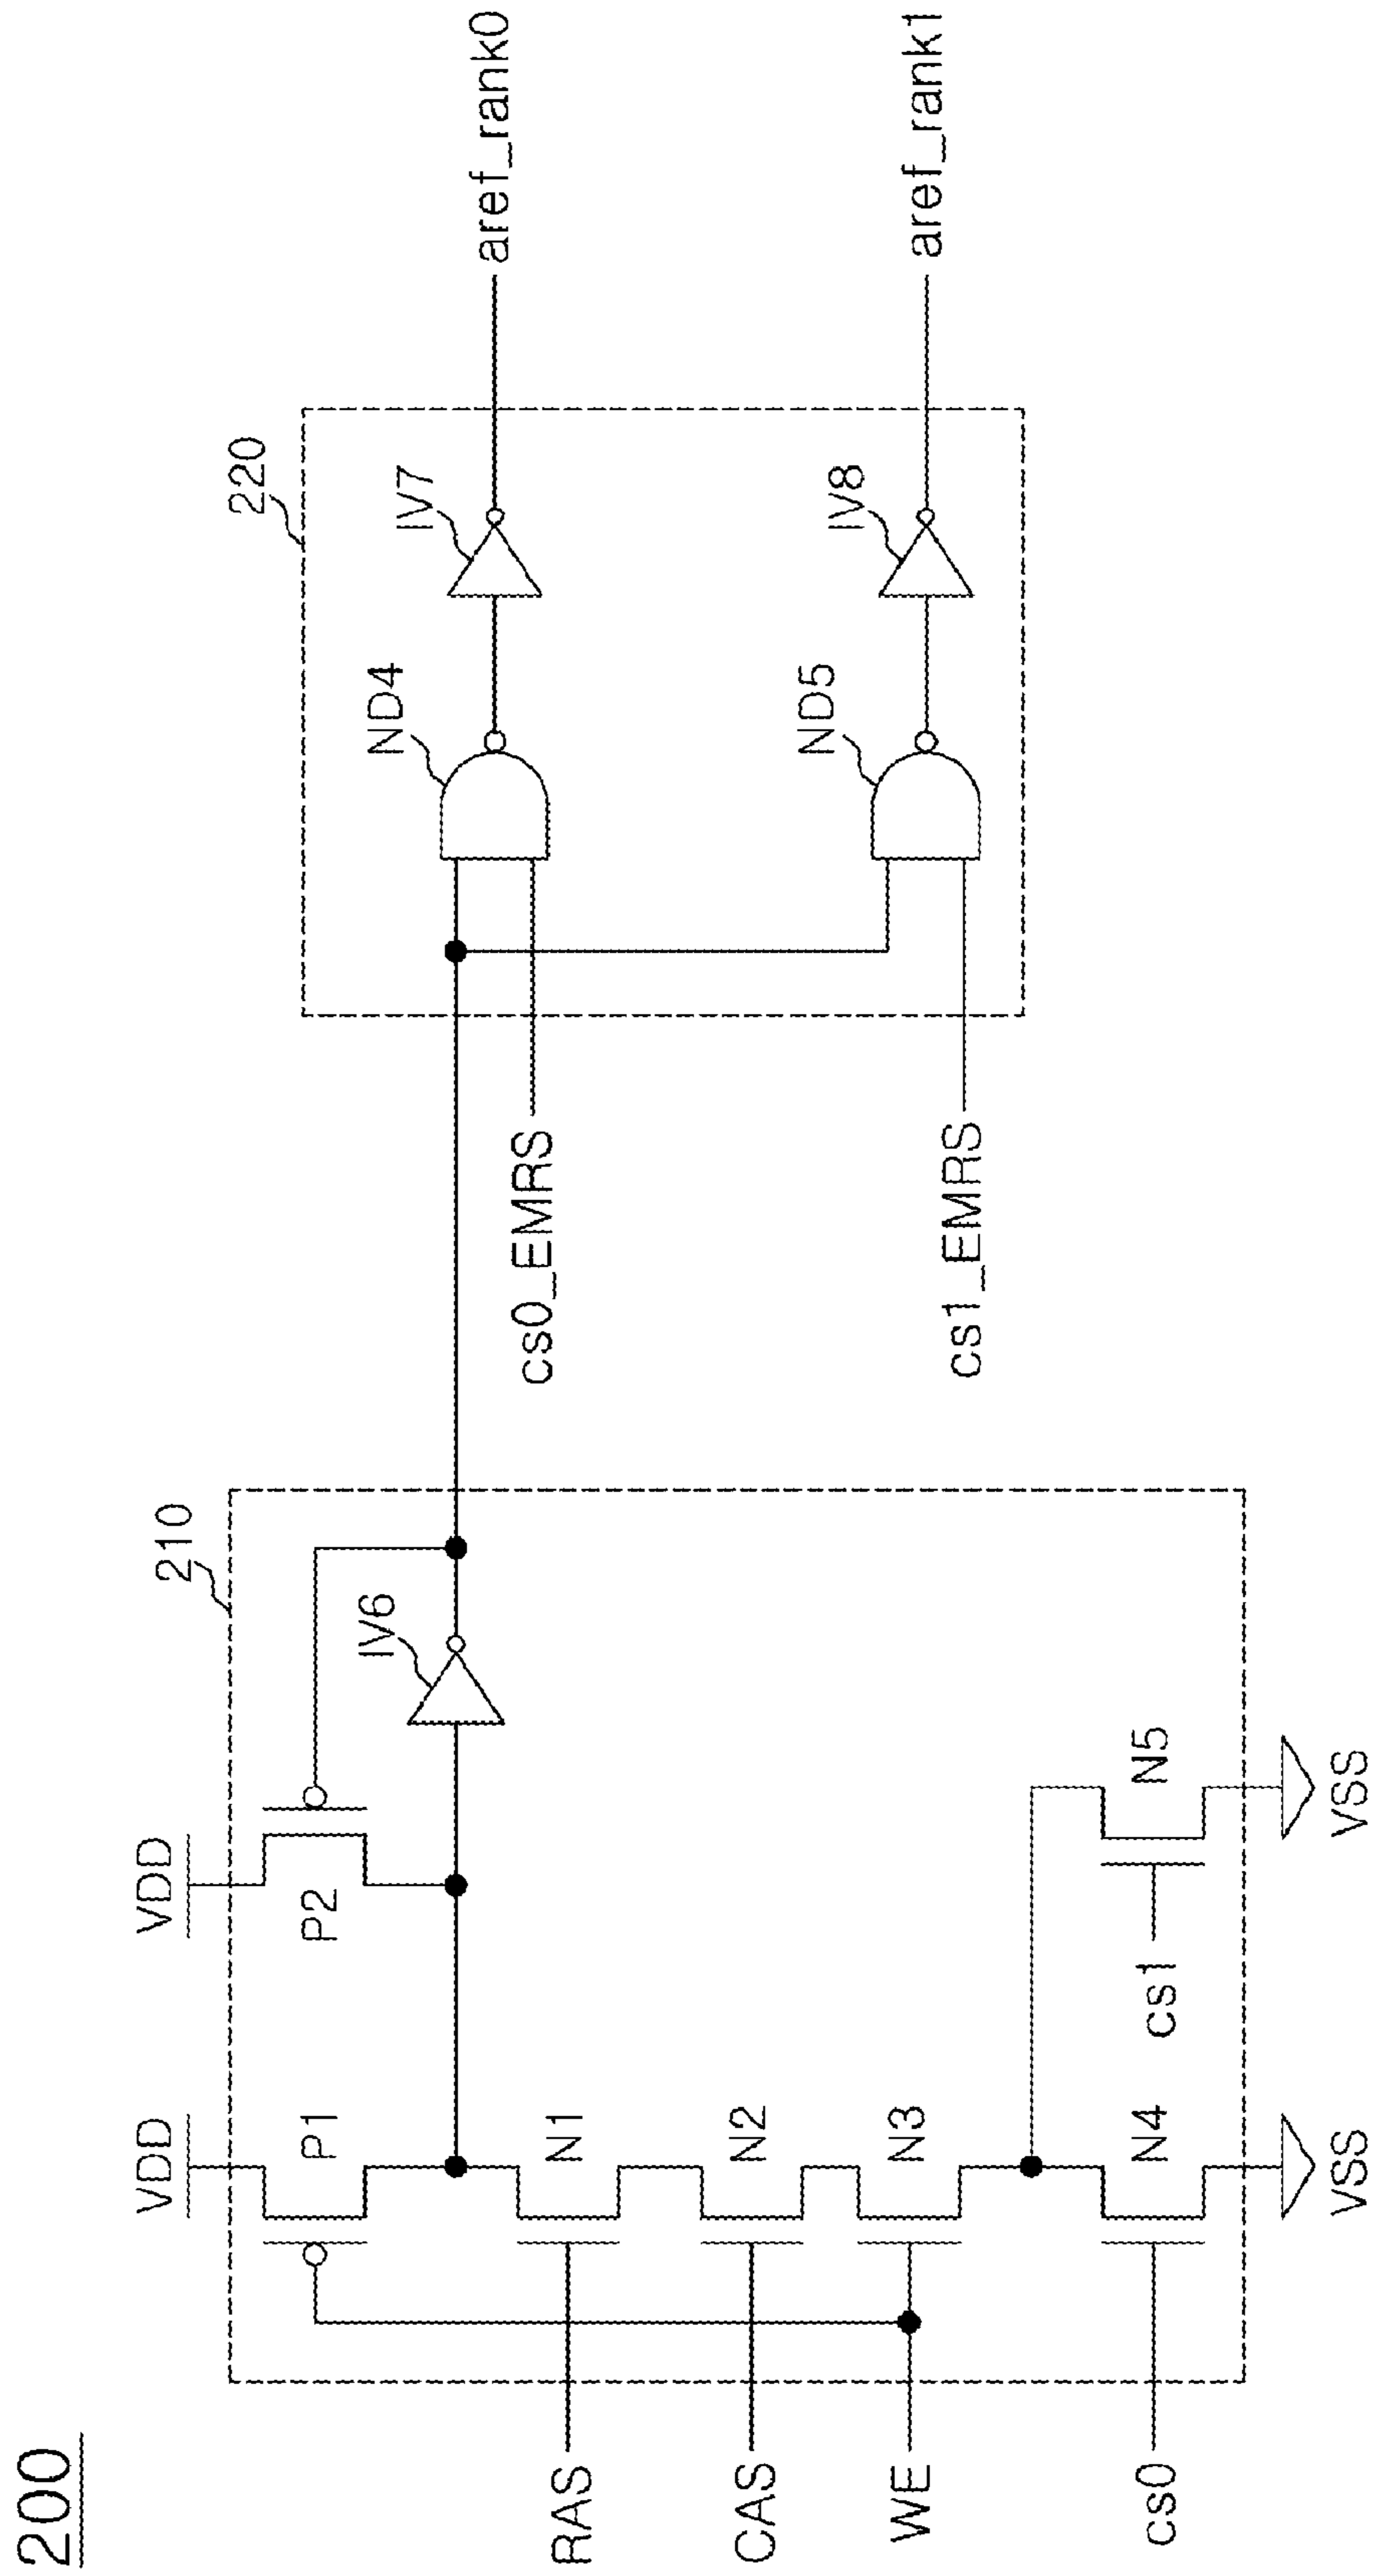 200
210
220
VDD
VDD
P1
P2
IV6
RAS
N1
CAS
N2
WE
N3
cs0
N4
cs1
N5
VSS
VSS
cs0_EMRS
cs1_EMRS
ND4
IV7
ND5
IV8
aref_rank0
aref_rank1